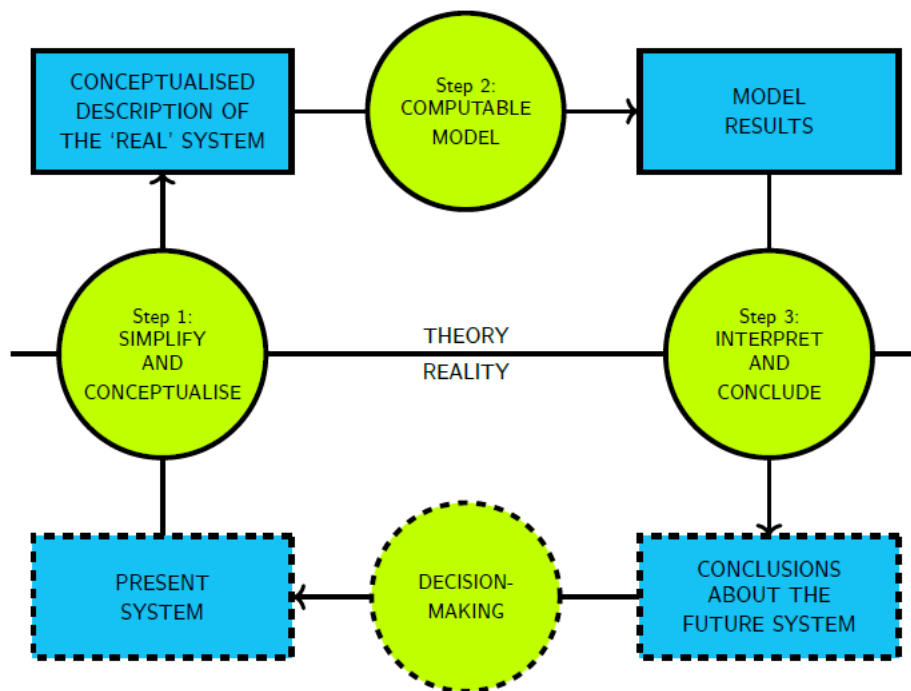 CONCEPTUALISED
DESCRIPTION OF
THE ‘REAL’ SYSTEM
Step 2:
COMPUTABLE
MODEL
MODEL
RESULTS
Step 1:
SIMPLIFY
AND
CONCEPTUALISE
THEORY
REALITY
Step 3:
INTERPRET
AND
CONCLUDE
PRESENT
SYSTEM
DECISION-
MAKING
CONCLUSIONS
ABOUT THE
FUTURE SYSTEM